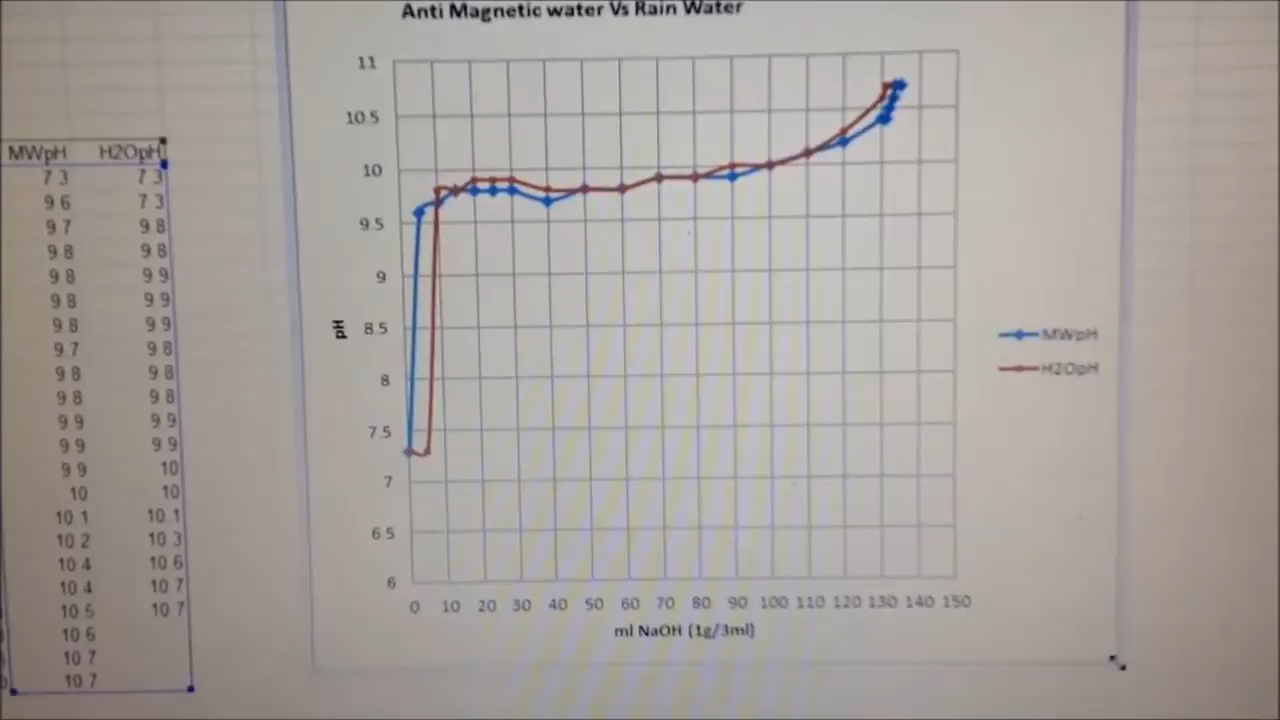 Anti Magnetic water Vs Rain Water
MWpH H2OpH
7 3 7 3
9 6 7 3
9 7 9 8
9 8 9 8
9 8 9 9
9 8 9 9
9 8 9 9
9 7 9 8
9 8 9 8
9 8 9 8
9 9 9 9
9 9 9 9
9 9 10
10 10
10 1 10 1
10 2 10 3
10 4 10 6
10 4 10 7
10 5 10 7
10 6
10 7
10 7
11
10.5
10
9.5
9
8.5
8
7.5
7
6.5
6
pH
0 10 20 30 40 50 60 70 80 90 100 110 120 130 140 150
ml NaOH (1g/3ml)
MWpH
H2OpH